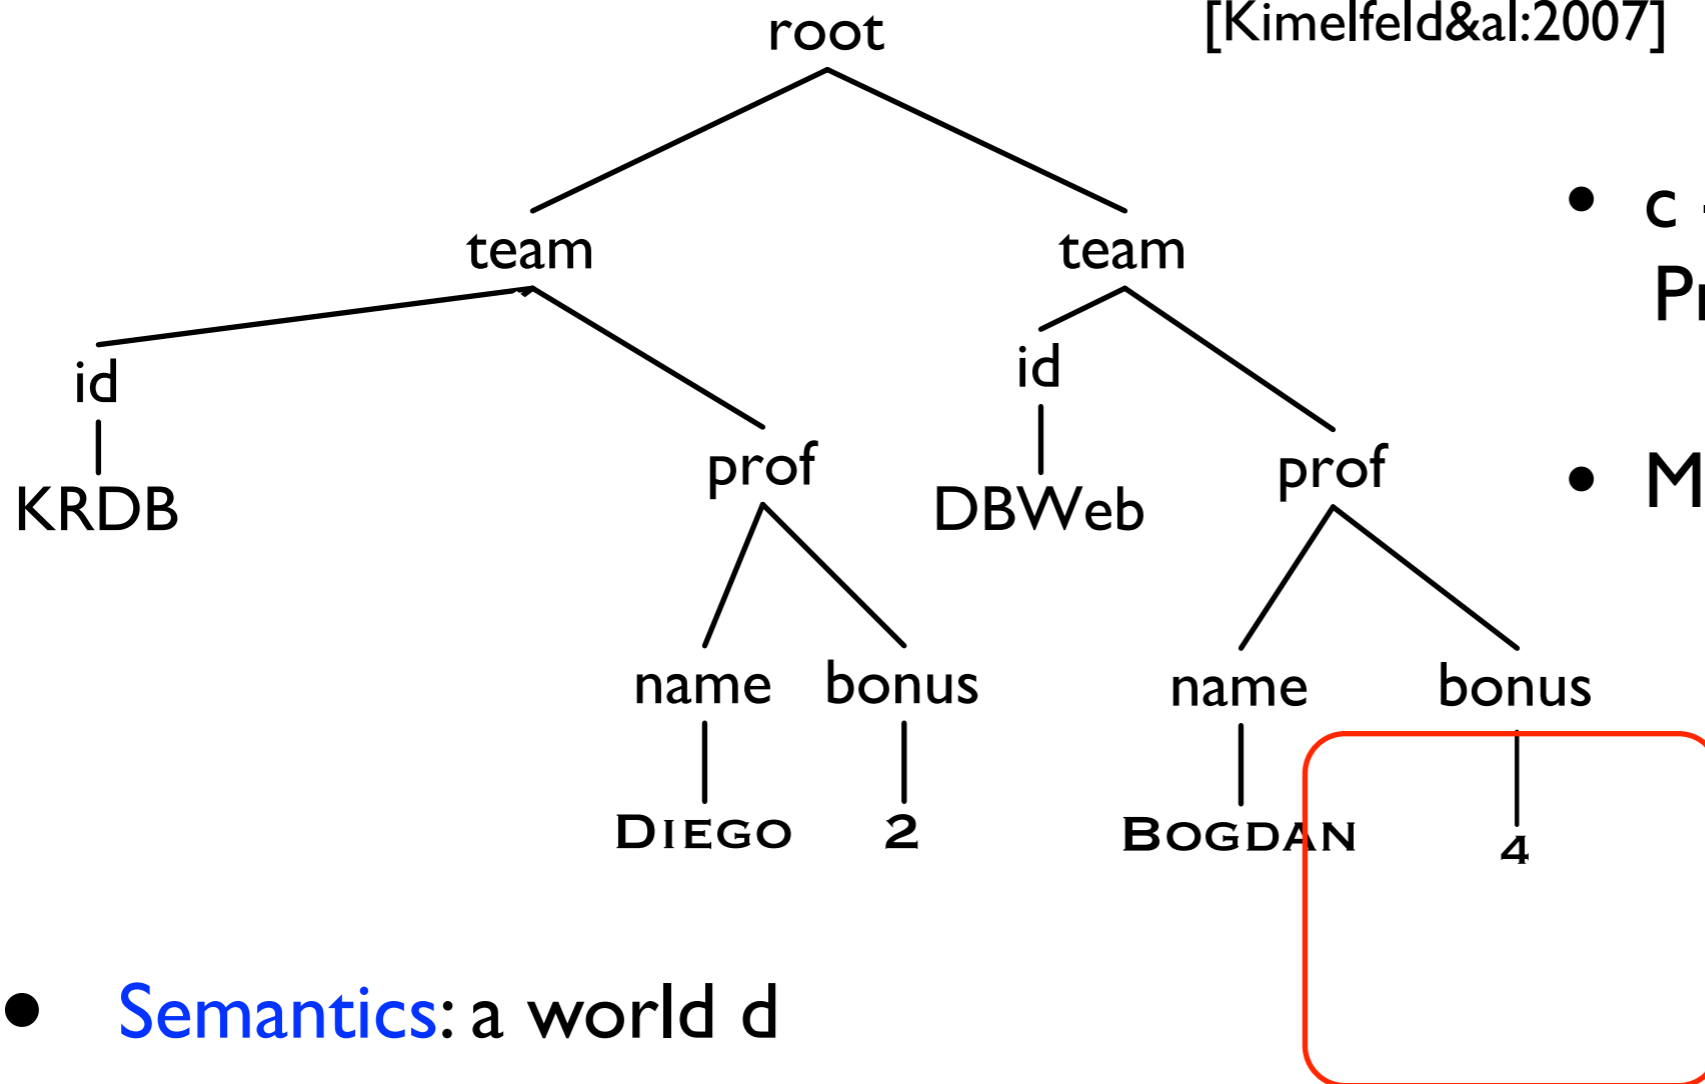 root
[Kimelfeld&al:2007]
• c
team
team
id
id
prof
prof
KRDB
DBWeb
• M
name
bonus
name
bonus
DIEGO
2
BOGDAN
4
• Semantics: a world d